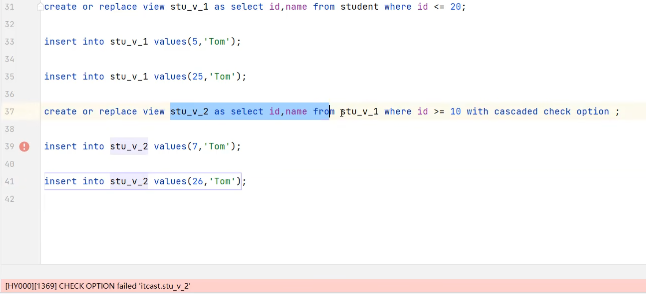 31 create or replace view stu_v_1 as select id,name from student where id <= 20;
32
33 insert into stu_v_1 values(5,'Tom');
34
35 insert into stu_v_1 values(25,'Tom');
36
37 create or replace view stu_v_2 as select id,name from stu_v_1 where id >= 10 with cascaded check option ;
38
39 insert into stu_v_2 values(7,'Tom');
40
41 insert into stu_v_2 values(26,'Tom');
42
[HY000][1369] CHECK OPTION failed 'itcast.stu_v_2'